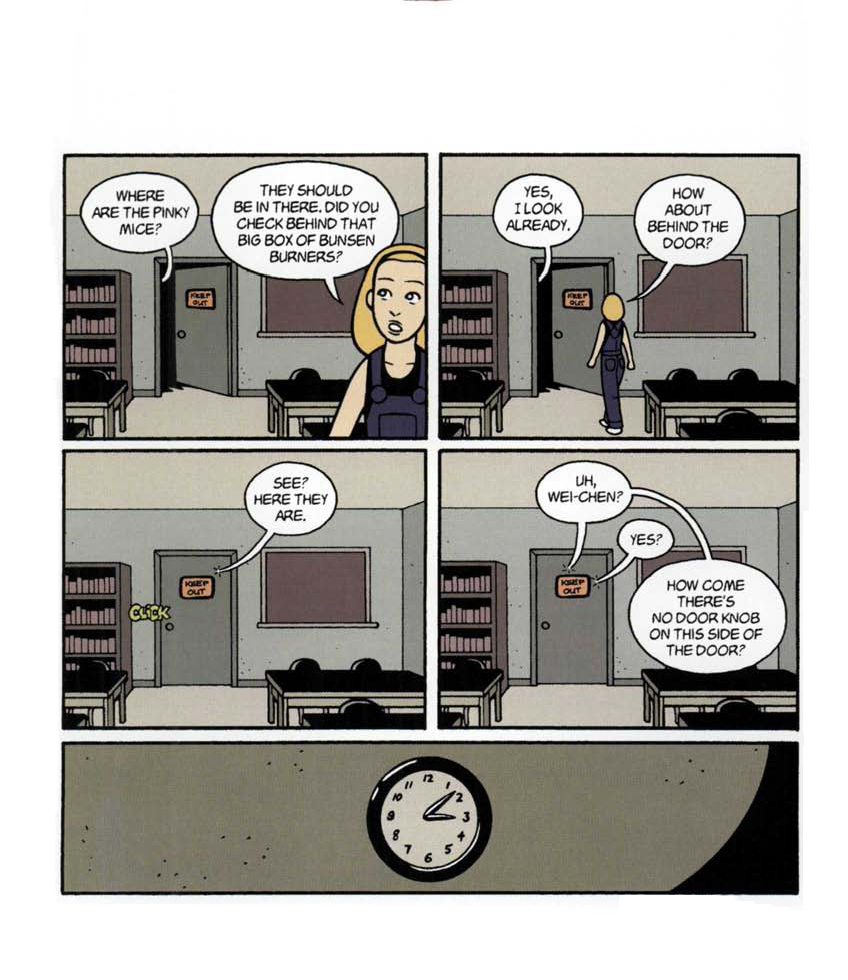 WHERE
ARE THE PINKY
MICE?
THEY SHOULD
BE IN THERE. DID YOU
CHECK BEHIND THAT
BIG BOX OF BUNSEN
BURNERS?
KEEP
OUT
YES,
I LOOK
ALREADY.
HOW
ABOUT
BEHIND THE
DOOR?
KEEP
OUT
SEE?
HERE THEY
ARE.
KEEP
OUT
CLICK
UH,
WEI-CHEN?
YES?
KEEP
OUT
HOW COME
THERE'S
NO DOOR KNOB
ON THIS SIDE OF
THE DOOR?
12
11
1
10
2
9
3
8
4
7
5
6